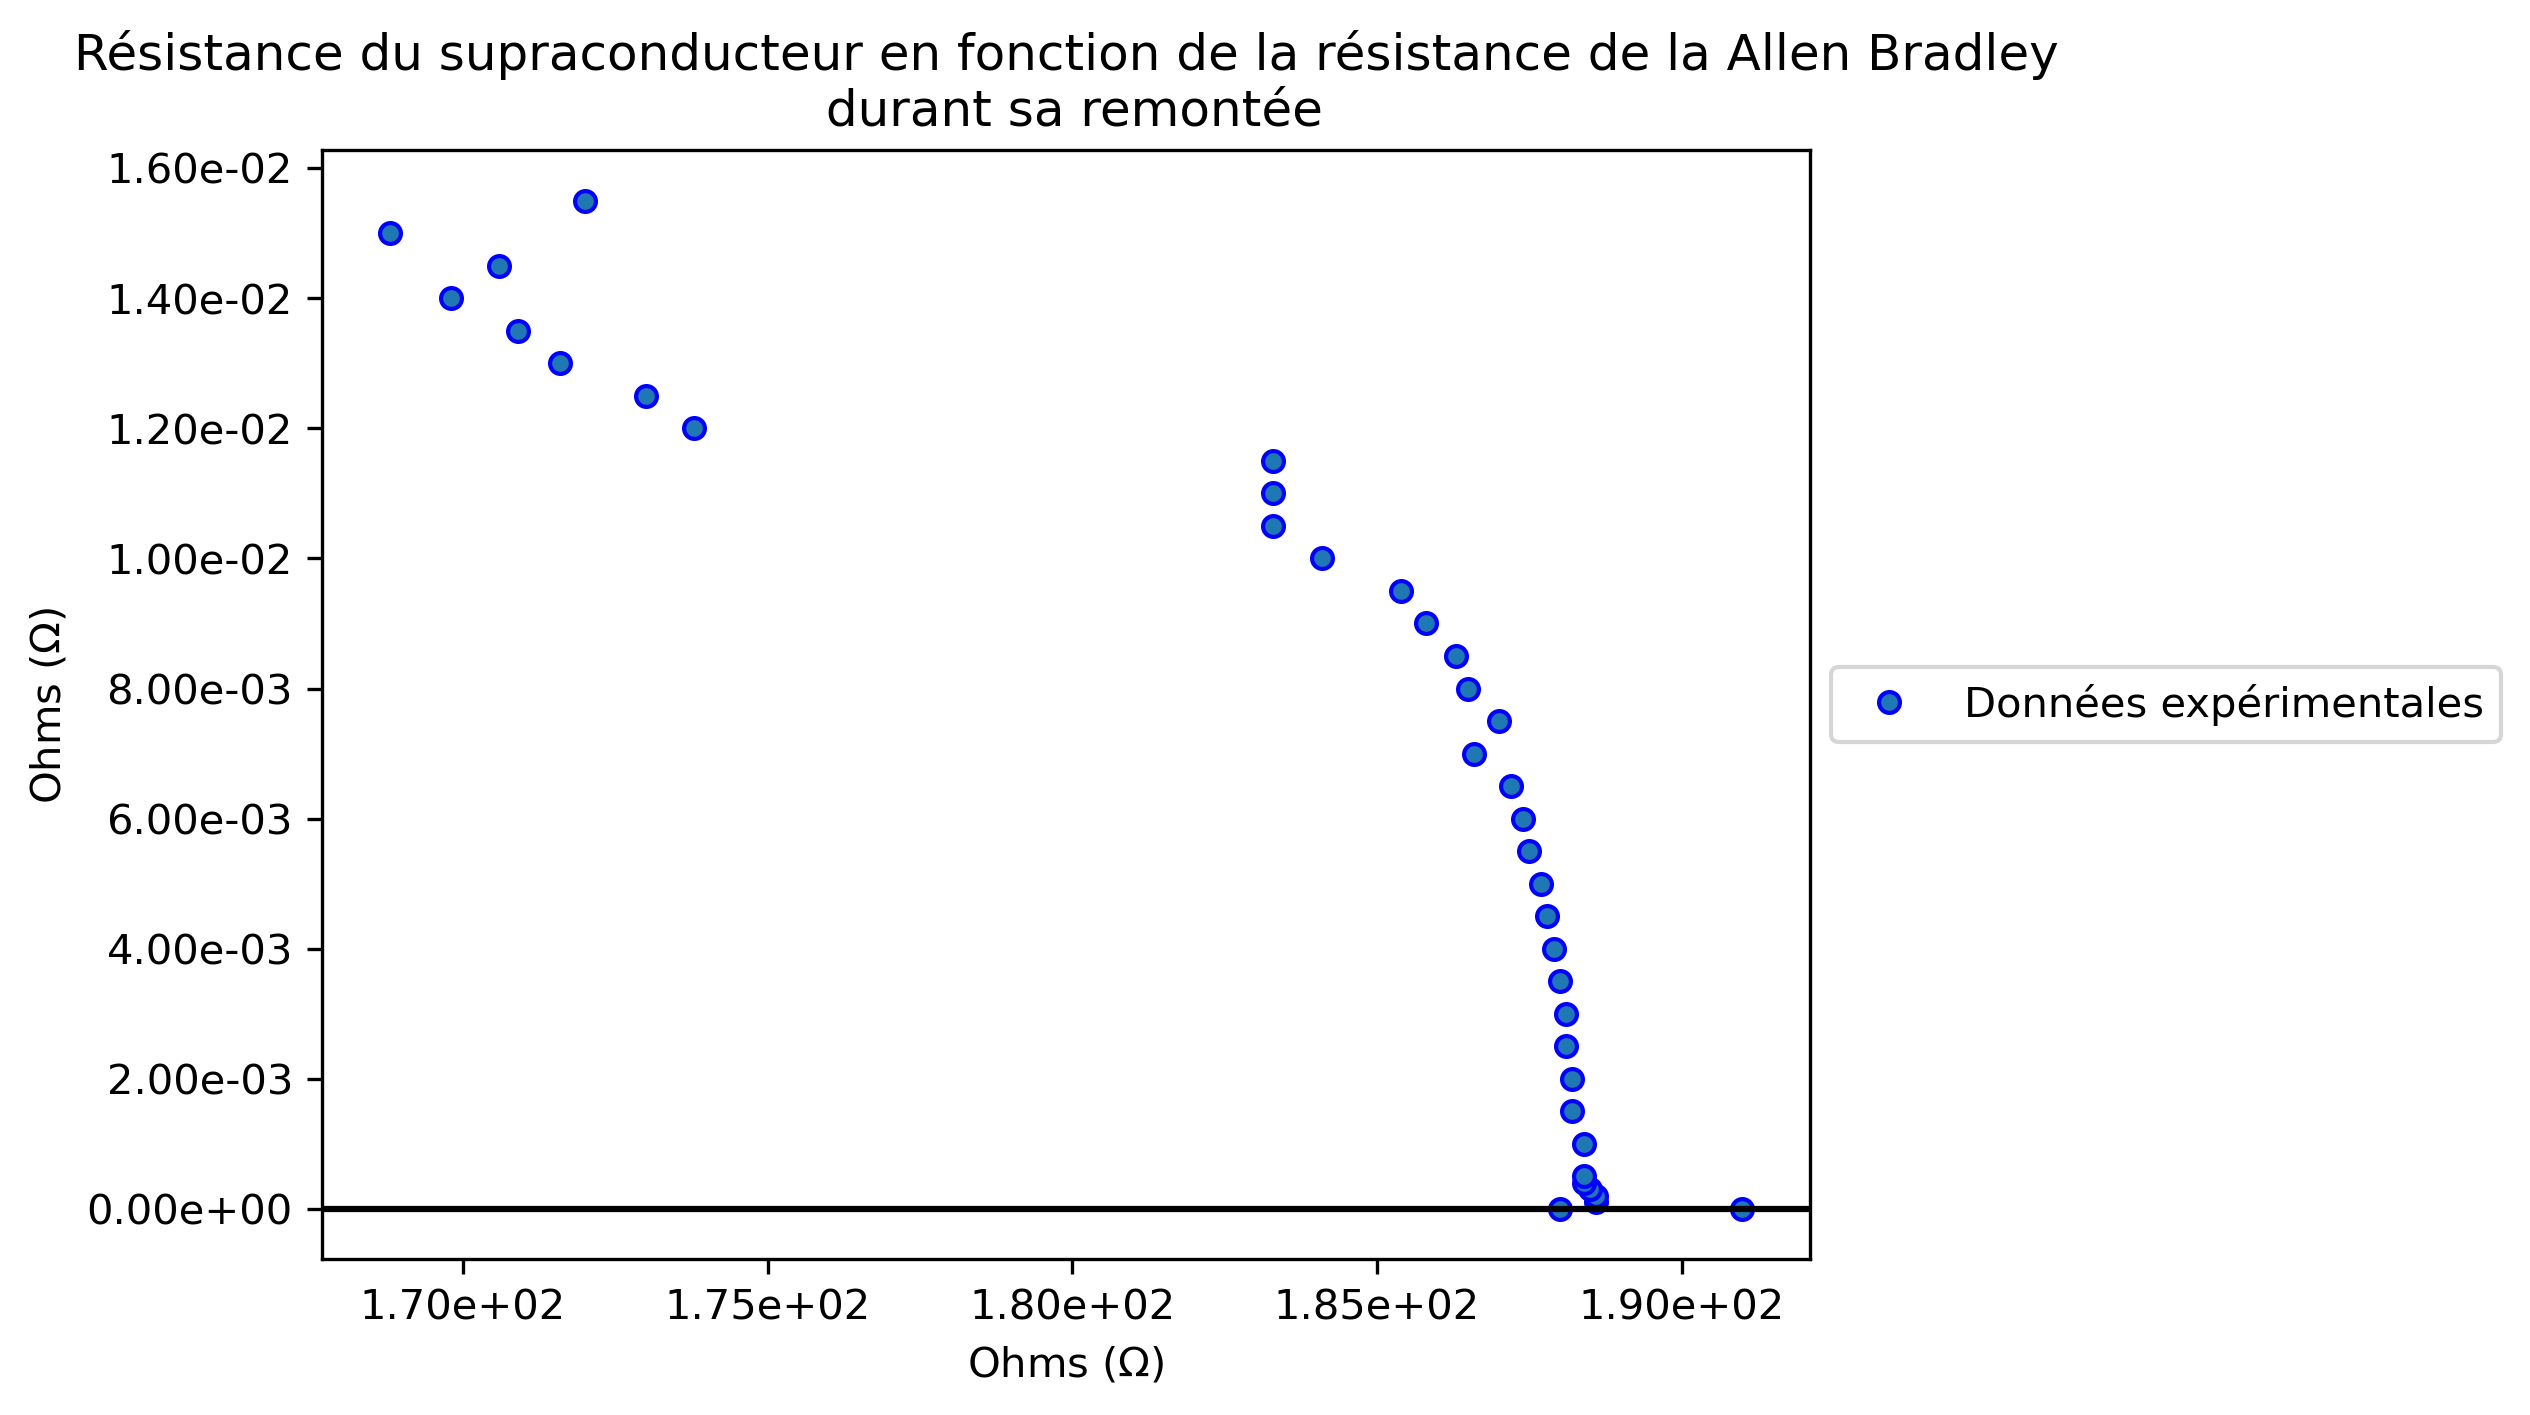 Résistance du supraconducteur en fonction de la résistance de la Allen Bradley
durant sa remontée
1.60e-02
1.40e-02
1.20e-02
1.00e-02
8.00e-03
6.00e-03
4.00e-03
2.00e-03
0.00e+00
Ohms (Ω)
Données expérimentales
1.70e+02
1.75e+02
1.80e+02
1.85e+02
1.90e+02
Ohms (Ω)